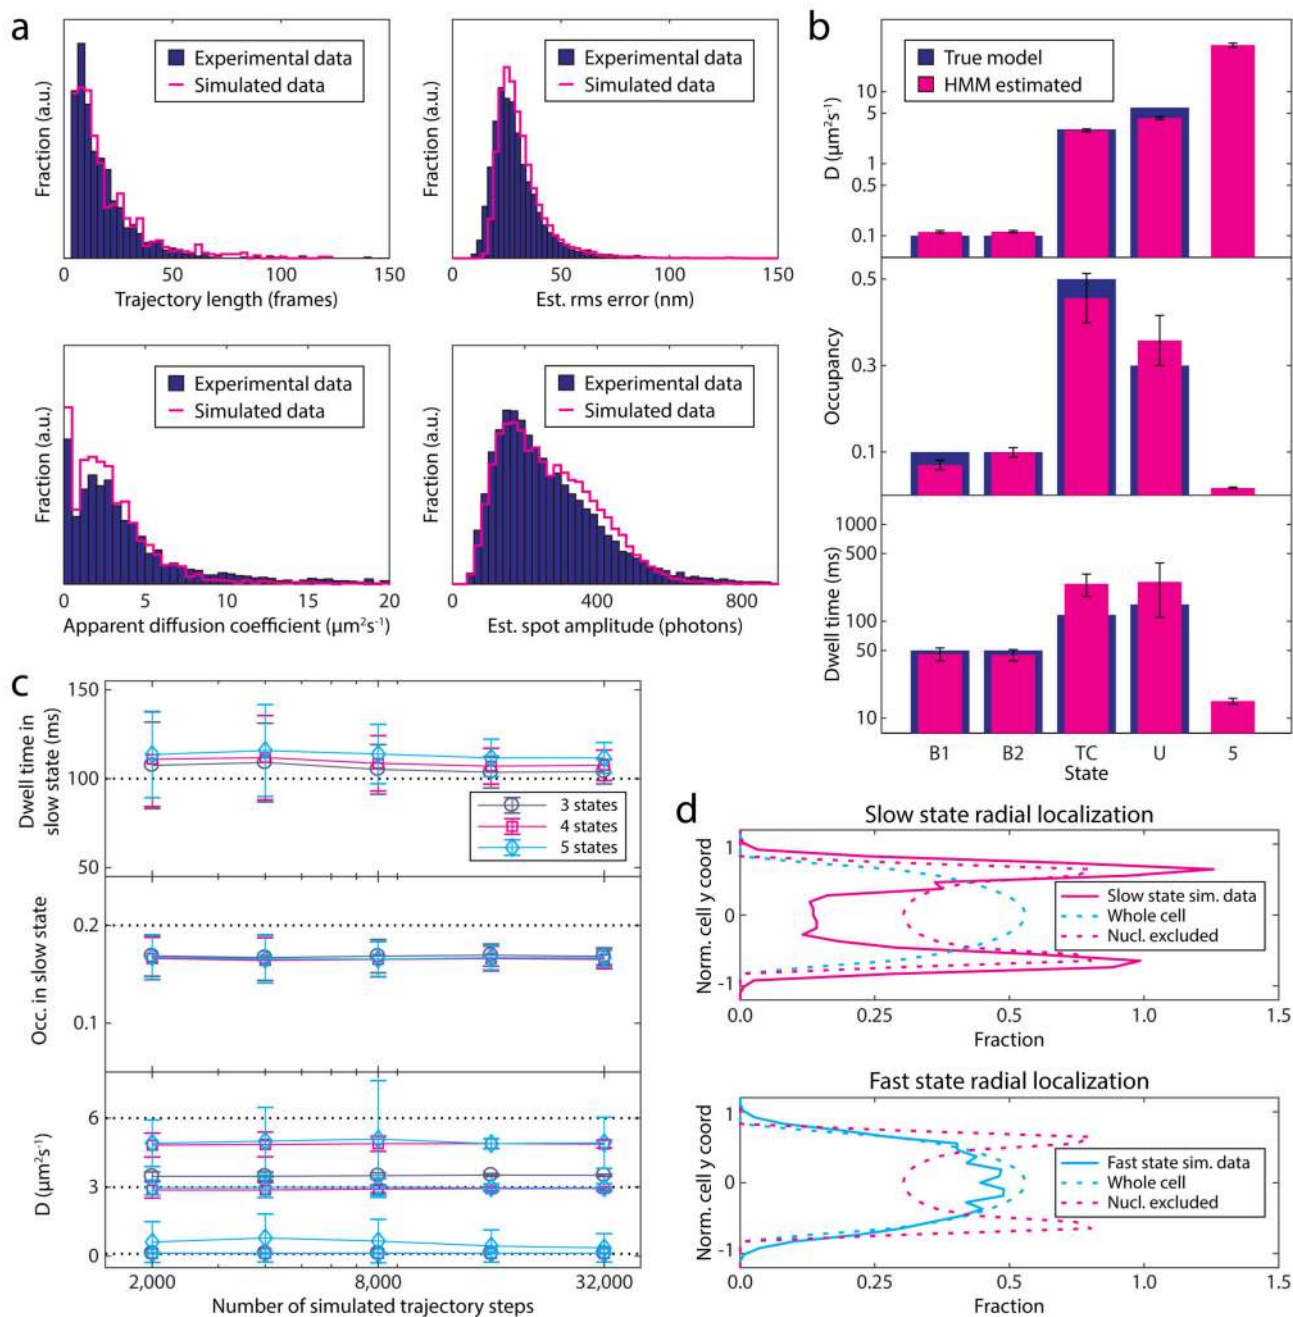 a
Fraction (a.u.)
Experimental data
Simulated data
0
50
100
150
Trajectory length (frames)
Fraction (a.u.)
Experimental data
Simulated data
0
50
100
150
Est. rms error (nm)
Fraction (a.u.)
Experimental data
Simulated data
0
5
10
15
20
Apparent diffusion coefficient (μm²s⁻¹)
Fraction (a.u.)
Experimental data
Simulated data
0
400
800
Est. spot amplitude (photons)
b
True model
HMM estimated
D (μm²s⁻¹)
10
5
1
0.5
0.1
Occupancy
0.5
0.3
0.1
Dwell time (ms)
1000
500
100
50
10
B1
B2
TC
U
5
State
c
Dwell time in
slow state (ms)
150
100
50
3 states
4 states
5 states
Occ. in slow state
0.2
0.1
D (μm²s⁻¹)
6
3
0
2,000
8,000
32,000
Number of simulated trajectory steps
d
Slow state radial localization
Norm. cell y coord
1
0
-1
Slow state sim. data
Whole cell
Nucl. excluded
0.0
0.25
0.5
1.0
1.5
Fraction
Fast state radial localization
Norm. cell y coord
1
0
-1
Fast state sim. data
Whole cell
Nucl. excluded
0.0
0.25
0.5
1.0
1.5
Fraction